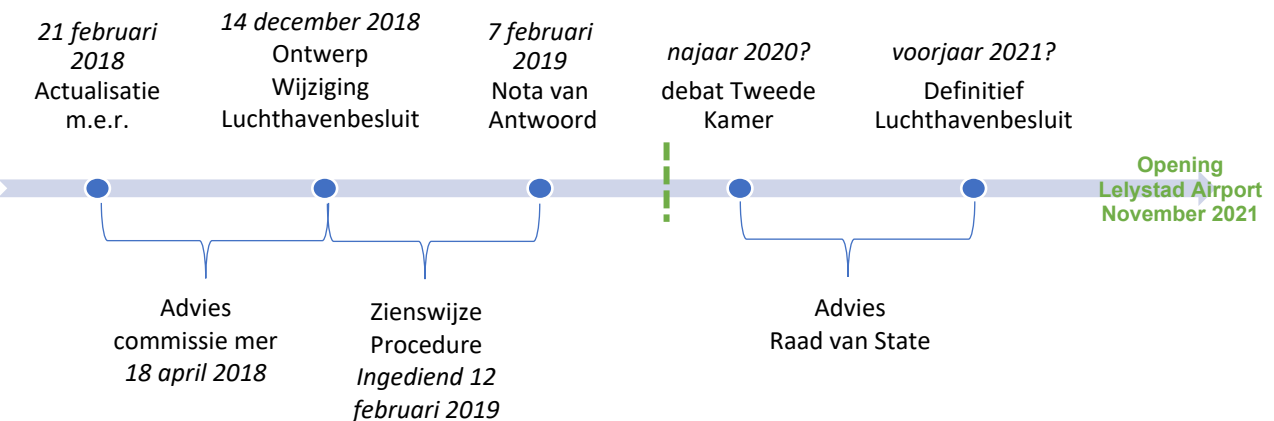 21 februari
2018
Actualisatie
m.e.r.
14 december 2018
Ontwerp
Wijziging
Luchthavenbesluit
7 februari
2019
Nota van
Antwoord
najaar 2020?
debat Tweede
Kamer
voorjaar 2021?
Definitief
Luchthavenbesluit
Opening
Lelystad Airport
November 2021
Advies
commissie mer
18 april 2018
Zienswijze
Procedure
Ingediend 12
februari 2019
Advies
Raad van State